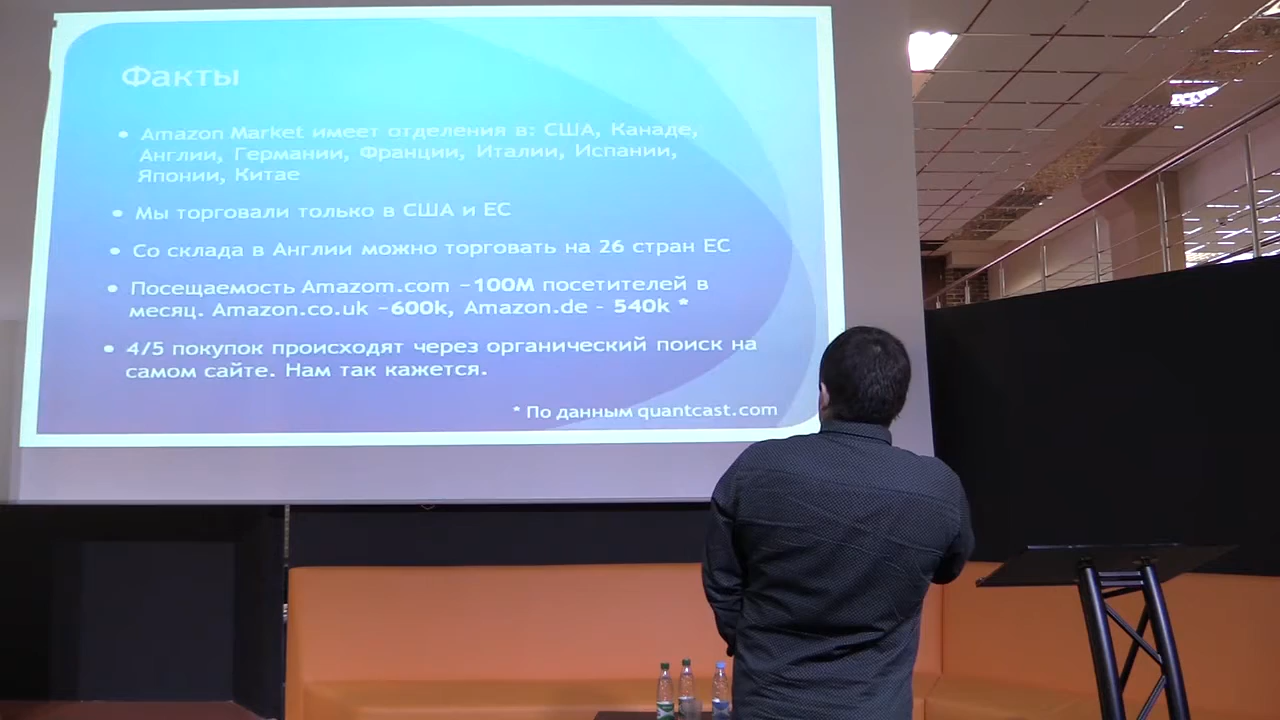 Факты
• Amazon Market имеет отделения в: США, Канаде,
Англии, Германии, Франции, Италии, Испании,
Японии, Китае
• Мы торговали только в США и ЕС
• Со склада в Англии можно торговать на 26 стран ЕС
• Посещаемость Amazom.com –100M посетителей в
месяц. Amazon.co.uk –600k, Amazon.de - 540k *
• 4/5 покупок происходят через органический поиск на
самом сайте. Нам так кажется.
* По данным quantcast.com